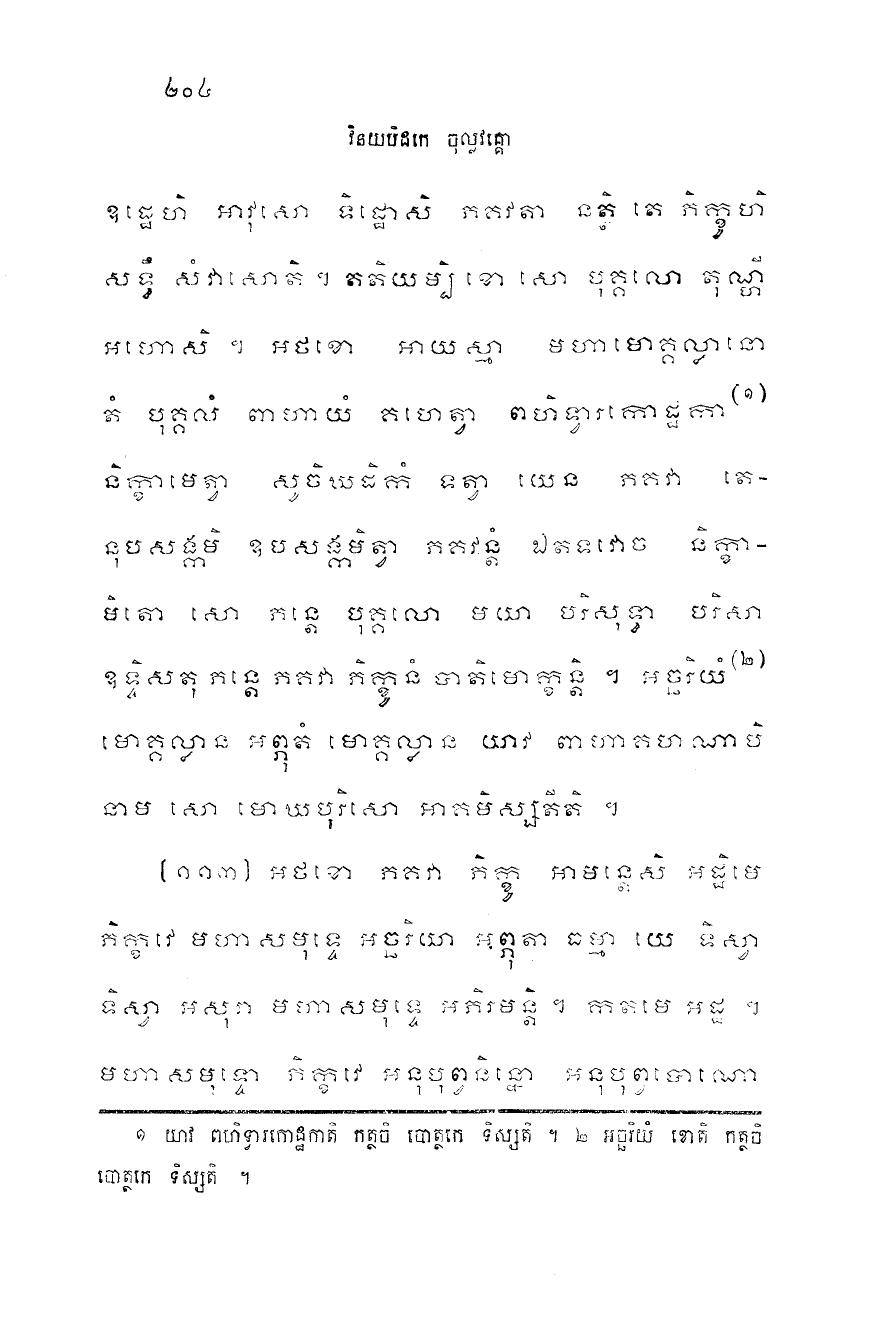 ២០៤
វិនយបិដកេ ចុល្លវគ្គោ
ឧដ្ឋេហិ អាវុសោ ទិដ្ឋោសិ ភគវតា នត្ថិ តេ ភិក្ខូហិ
សទ្ធឹ សំវាសោតិ ។ តតិយម្បិ ខោ សោ បុគ្គលោ តុណ្ហី
អហោសិ ។ អថខោ អាយស្មា មហាមោគ្គល្លានោ
តំ បុគ្គលំ ពាហាយំ គហេត្វា ពហិទ្វារកោដ្ឋកា(១)
និក្ខាមេត្វា សូចិឃដិកំ ទត្វា យេន ភគវា តេ-
នុបសង្កមិ ឧបសង្កមិត្វា ភគវន្តំ ឯតទវោច និក្ខា-
មិតោ សោ ភន្តេ បុគ្គលោ មយា បរិសុទ្ធា បរិសា
ឧទ្ទិសតុ ភន្តេ ភគវា ភិក្ខូនំ បាតិមោក្ខន្តិ ។ អច្ឆរិយំ(២)
មោគ្គល្លាន អព្ភុតំ មោគ្គល្លាន យាវ ពាហាគហណាបិ
នាម សោ មោឃបុរិសោ អាគមិស្សតីតិ ។
[១១៣] អថខោ ភគវា ភិក្ខូ អាមន្តេសិ អដ្ឋិមេ
ភិក្ខវេ មហាសមុទ្ទេ អច្ឆរិយា អព្ភុតា ធម្មា យេ ទិស្វា
ទិស្វា អសុរា មហាសមុទ្ទេ អភិរមន្តិ ។ កតមេ អដ្ឋ ។
មហាសមុទ្ទោ ភិក្ខវេ អនុបុព្វនិន្នោ អនុបុព្វបោណោ
១ យាវ ពហិទ្វារកោដ្ឋកាតិ កត្ថចិ បោត្ថកេ ទិស្សតិ ។ ២ អច្ឆរិយំ ខោតិ កត្ថចិ
បោត្ថកេ ទិស្សតិ ។